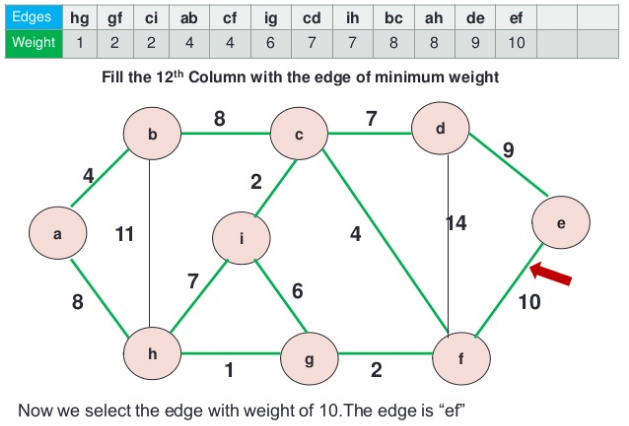 Edges hg gf ci ab cf ig cd ih bc ah de ef
Weight 1 2 2 4 4 6 7 7 8 8 9 10
Fill the 12th Column with the edge of minimum weight
8 7
b c d
4 2 9
a 11 i 4 14 e
8 7 6 10
h g f
1 2
Now we select the edge with weight of 10.The edge is “ef”